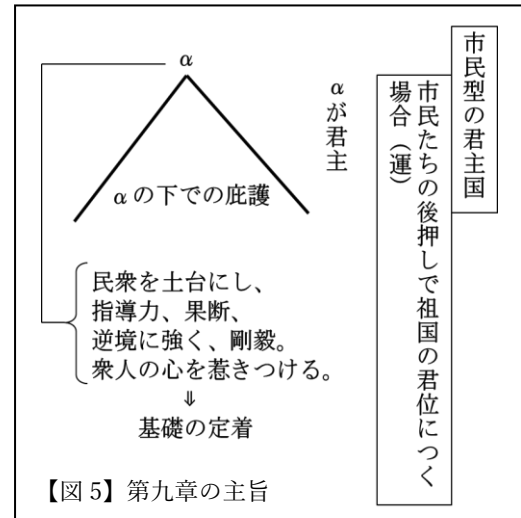 市民型の君主国
市民たちの後押しで祖国の君位につく
場合（運）
αが君主
α
αの下での庇護
民衆を土台にし、
指導力、果断、
逆境に強く、剛毅。
衆人の心を惹きつける。
⇓
基礎の定着
【図5】第九章の主旨